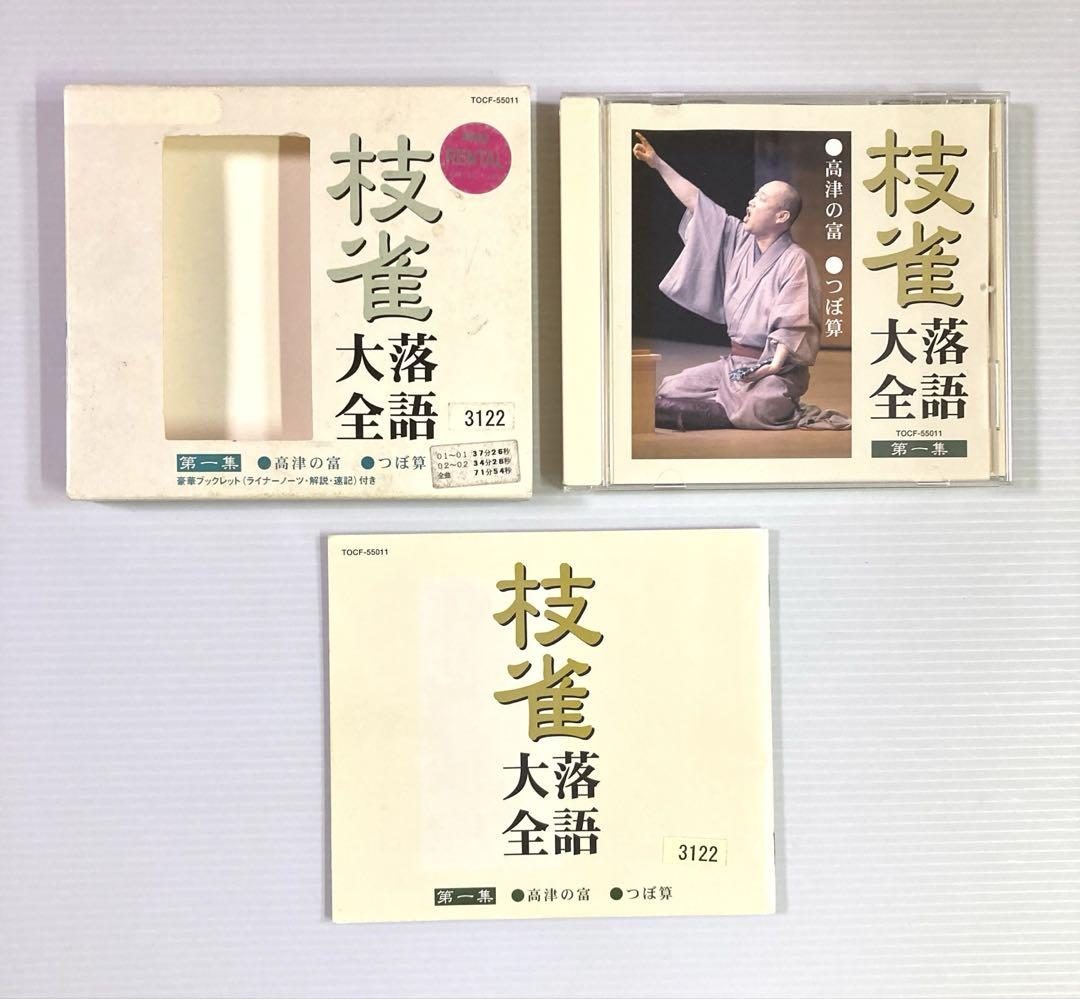 TOCF-55011
RENTAL
枝雀
落語
大全
3122
第一集 ●高津の富 ●つぼ算
豪華ブックレット(ライナーノーツ・解説・速記)付き
01〜01 37分26秒
02〜02 34分28秒
全曲 71分54秒
枝雀
落語
大全
TOCF-55011
第一集
●高津の富 ●つぼ算
TOCF-55011
枝雀
落語
大全
3122
第一集 ●高津の富 ●つぼ算